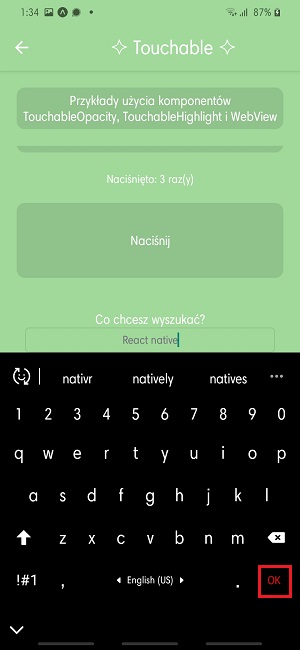 1:34 87%
Touchable
Przykłady użycia komponentów
TouchableOpacity, TouchableHighlight i WebView
Naciśnięto: 3 raz(y)
Naciśnij
Co chcesz wyszukać?
React native
nativr natively natives
1 2 3 4 5 6 7 8 9 0
q w e r t y u i o p
a s d f g h j k l
z x c v b n m
!#1 , English (US) . OK